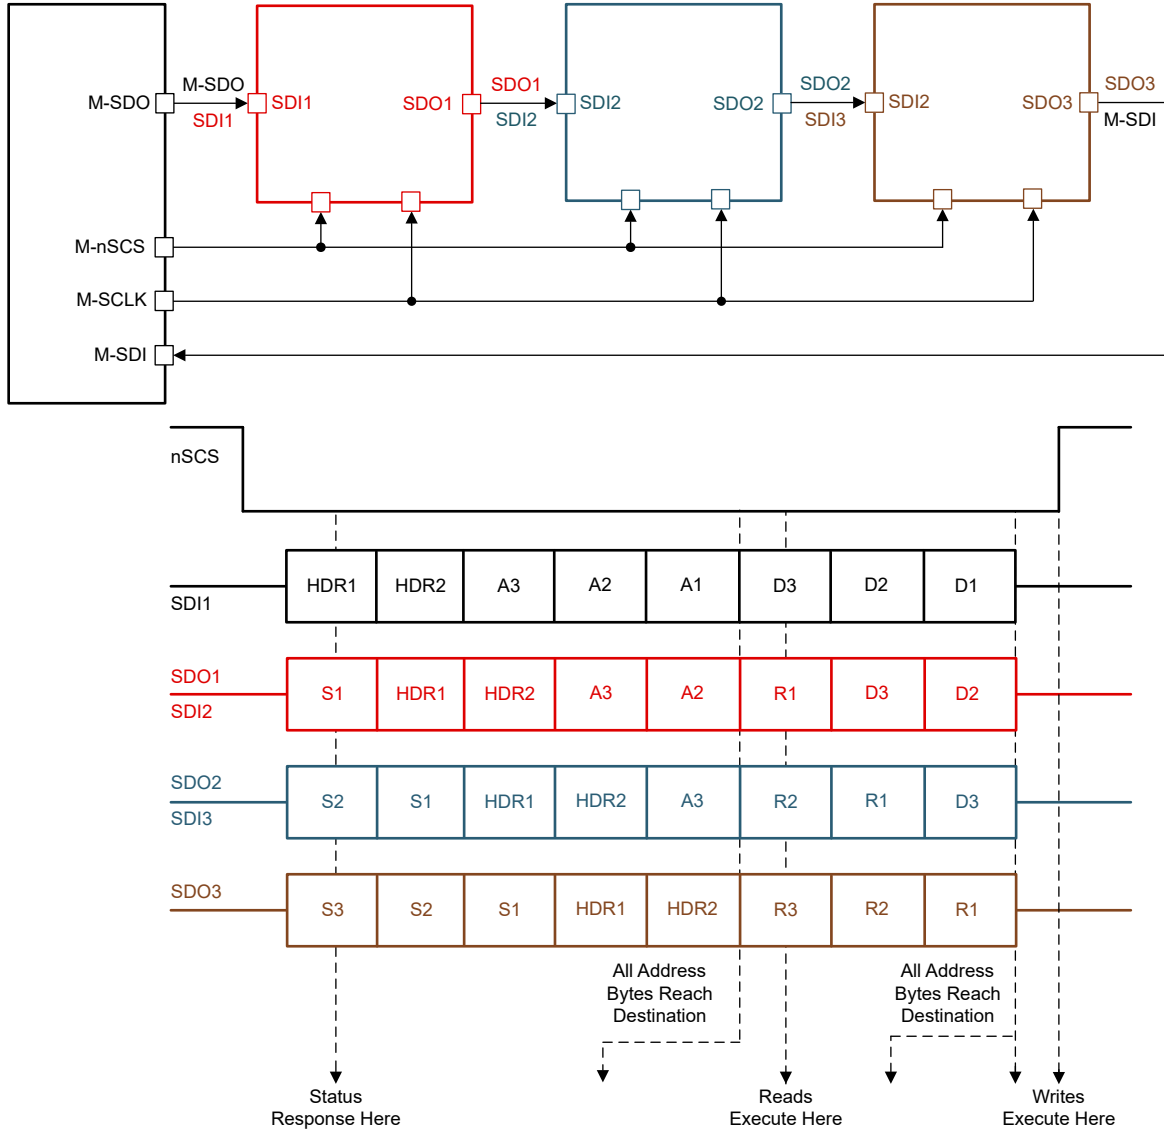 M-SDO
M-SDO
SDI1
SDI1
SDO1
SDO1
SDI2
SDI2
SDO2
SDO2
SDI3
SDI2
SDO3
SDO3
M-SDI
M-nSCS
M-SCLK
M-SDI
nSCS
SDI1
HDR1 HDR2 A3 A2 A1 D3 D2 D1
SDO1
SDI2
S1 HDR1 HDR2 A3 A2 R1 D3 D2
SDO2
SDI3
S2 S1 HDR1 HDR2 A3 R2 R1 D3
SDO3
S3 S2 S1 HDR1 HDR2 R3 R2 R1
All Address
Bytes Reach
Destination
All Address
Bytes Reach
Destination
Status
Response Here
Reads
Execute Here
Writes
Execute Here